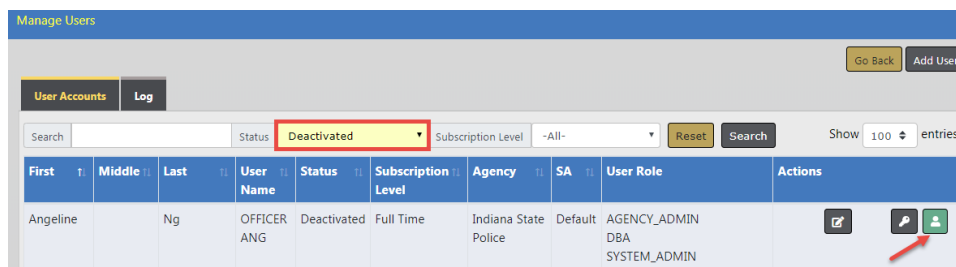 Manage Users
Go Back Add User
User Accounts Log
Search Status Deactivated Subscription Level -All- Reset Search Show 100 entries
First Middle Last User Name Status Subscription Level Agency SA User Role Actions
Angeline Ng OFFICER ANG Deactivated Full Time Indiana State Police Default AGENCY_ADMIN
DBA
SYSTEM_ADMIN